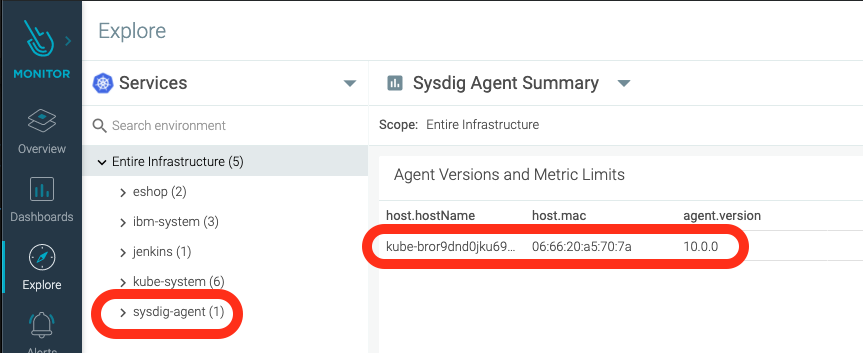 Explore
MONITOR
Overview
Dashboards
Explore
Alerts
Services
Search environment
Entire Infrastructure (5)
eshop (2)
ibm-system (3)
jenkins (1)
kube-system (6)
sysdig-agent (1)
Sysdig Agent Summary
Scope: Entire Infrastructure
Agent Versions and Metric Limits
host.hostName host.mac agent.version
kube-bror9dnd0jku69... 06:66:20:a5:70:7a 10.0.0